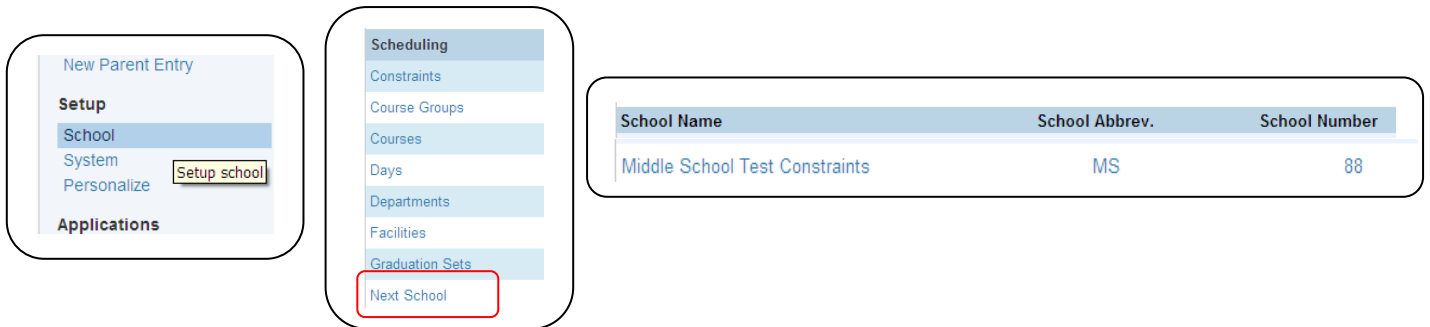 New Parent Entry
Setup
School
System
Setup school
Personalize
Applications
Scheduling
Constraints
Course Groups
Courses
Days
Departments
Facilities
Graduation Sets
Next School
School Name School Abbrev. School Number
Middle School Test Constraints MS 88